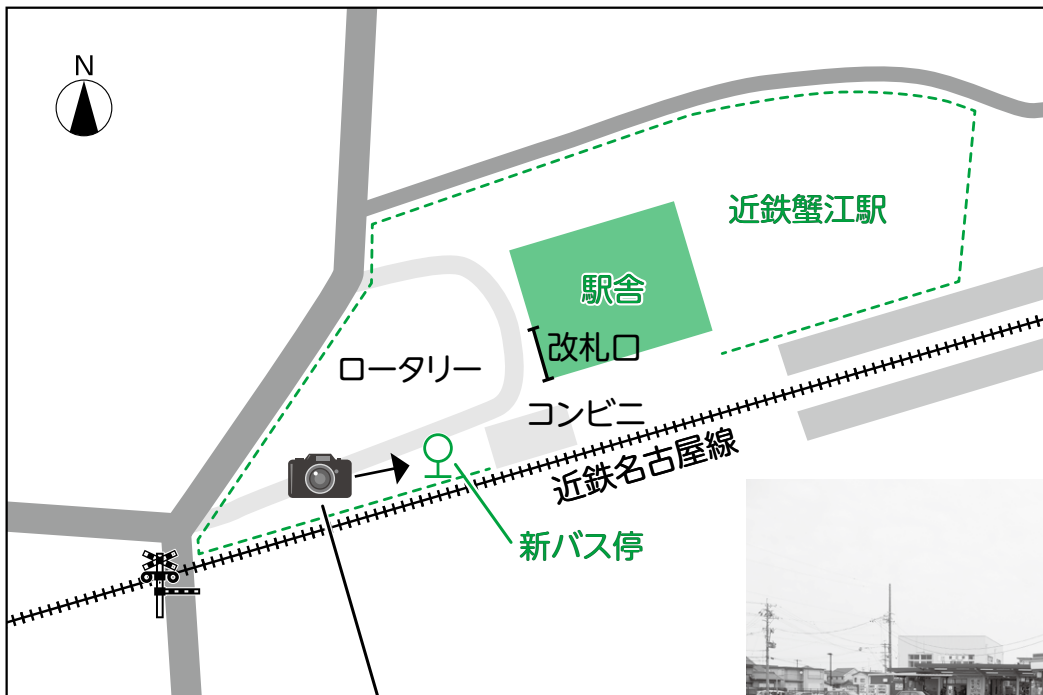 N
近鉄蟹江駅
駅舎
改札口
ロータリー
コンビニ
近鉄名古屋線
新バス停